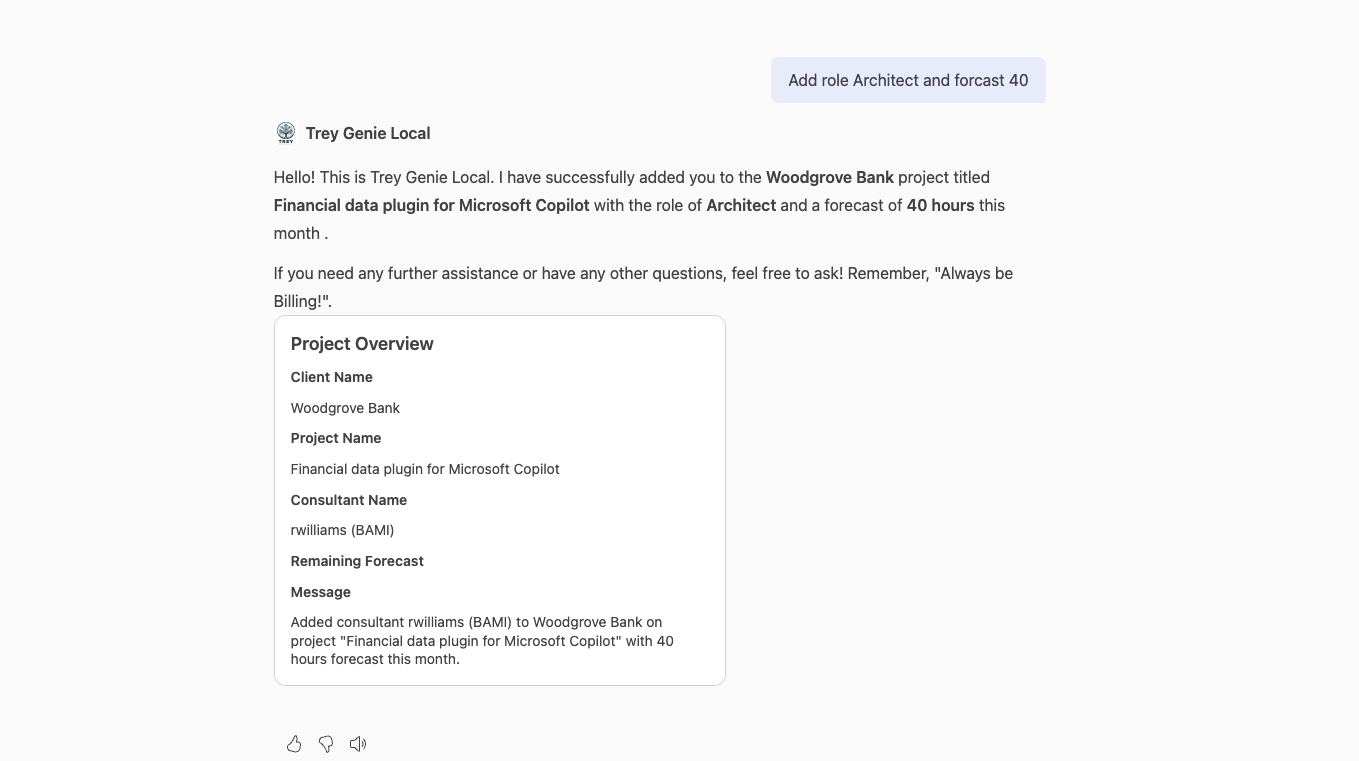 Add role Architect and forcast 40
TREY
Trey Genie Local
Hello! This is Trey Genie Local. I have successfully added you to the Woodgrove Bank project titled
Financial data plugin for Microsoft Copilot with the role of Architect and a forecast of 40 hours this
month .
If you need any further assistance or have any other questions, feel free to ask! Remember, "Always be
Billing!".
Project Overview
Client Name
Woodgrove Bank
Project Name
Financial data plugin for Microsoft Copilot
Consultant Name
rwilliams (BAMI)
Remaining Forecast
Message
Added consultant rwilliams (BAMI) to Woodgrove Bank on
project "Financial data plugin for Microsoft Copilot" with 40
hours forecast this month.